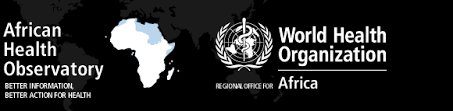 African
Health
Observatory
BETTER INFORMATION,
BETTER ACTION FOR HEALTH
World Health
Organization
REGIONAL OFFICE FOR Africa